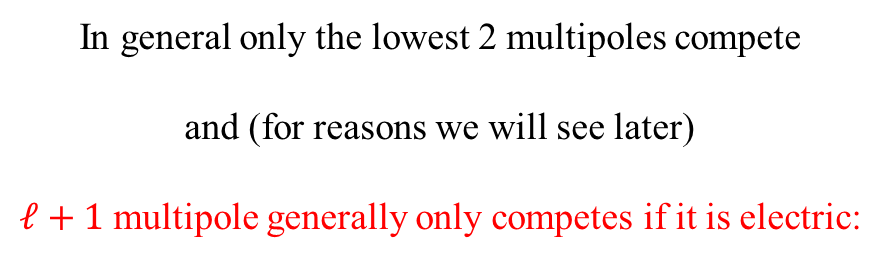 In general only the lowest 2 multipoles compete
and (for reasons we will see later)
ℓ + 1 multipole generally only competes if it is electric: